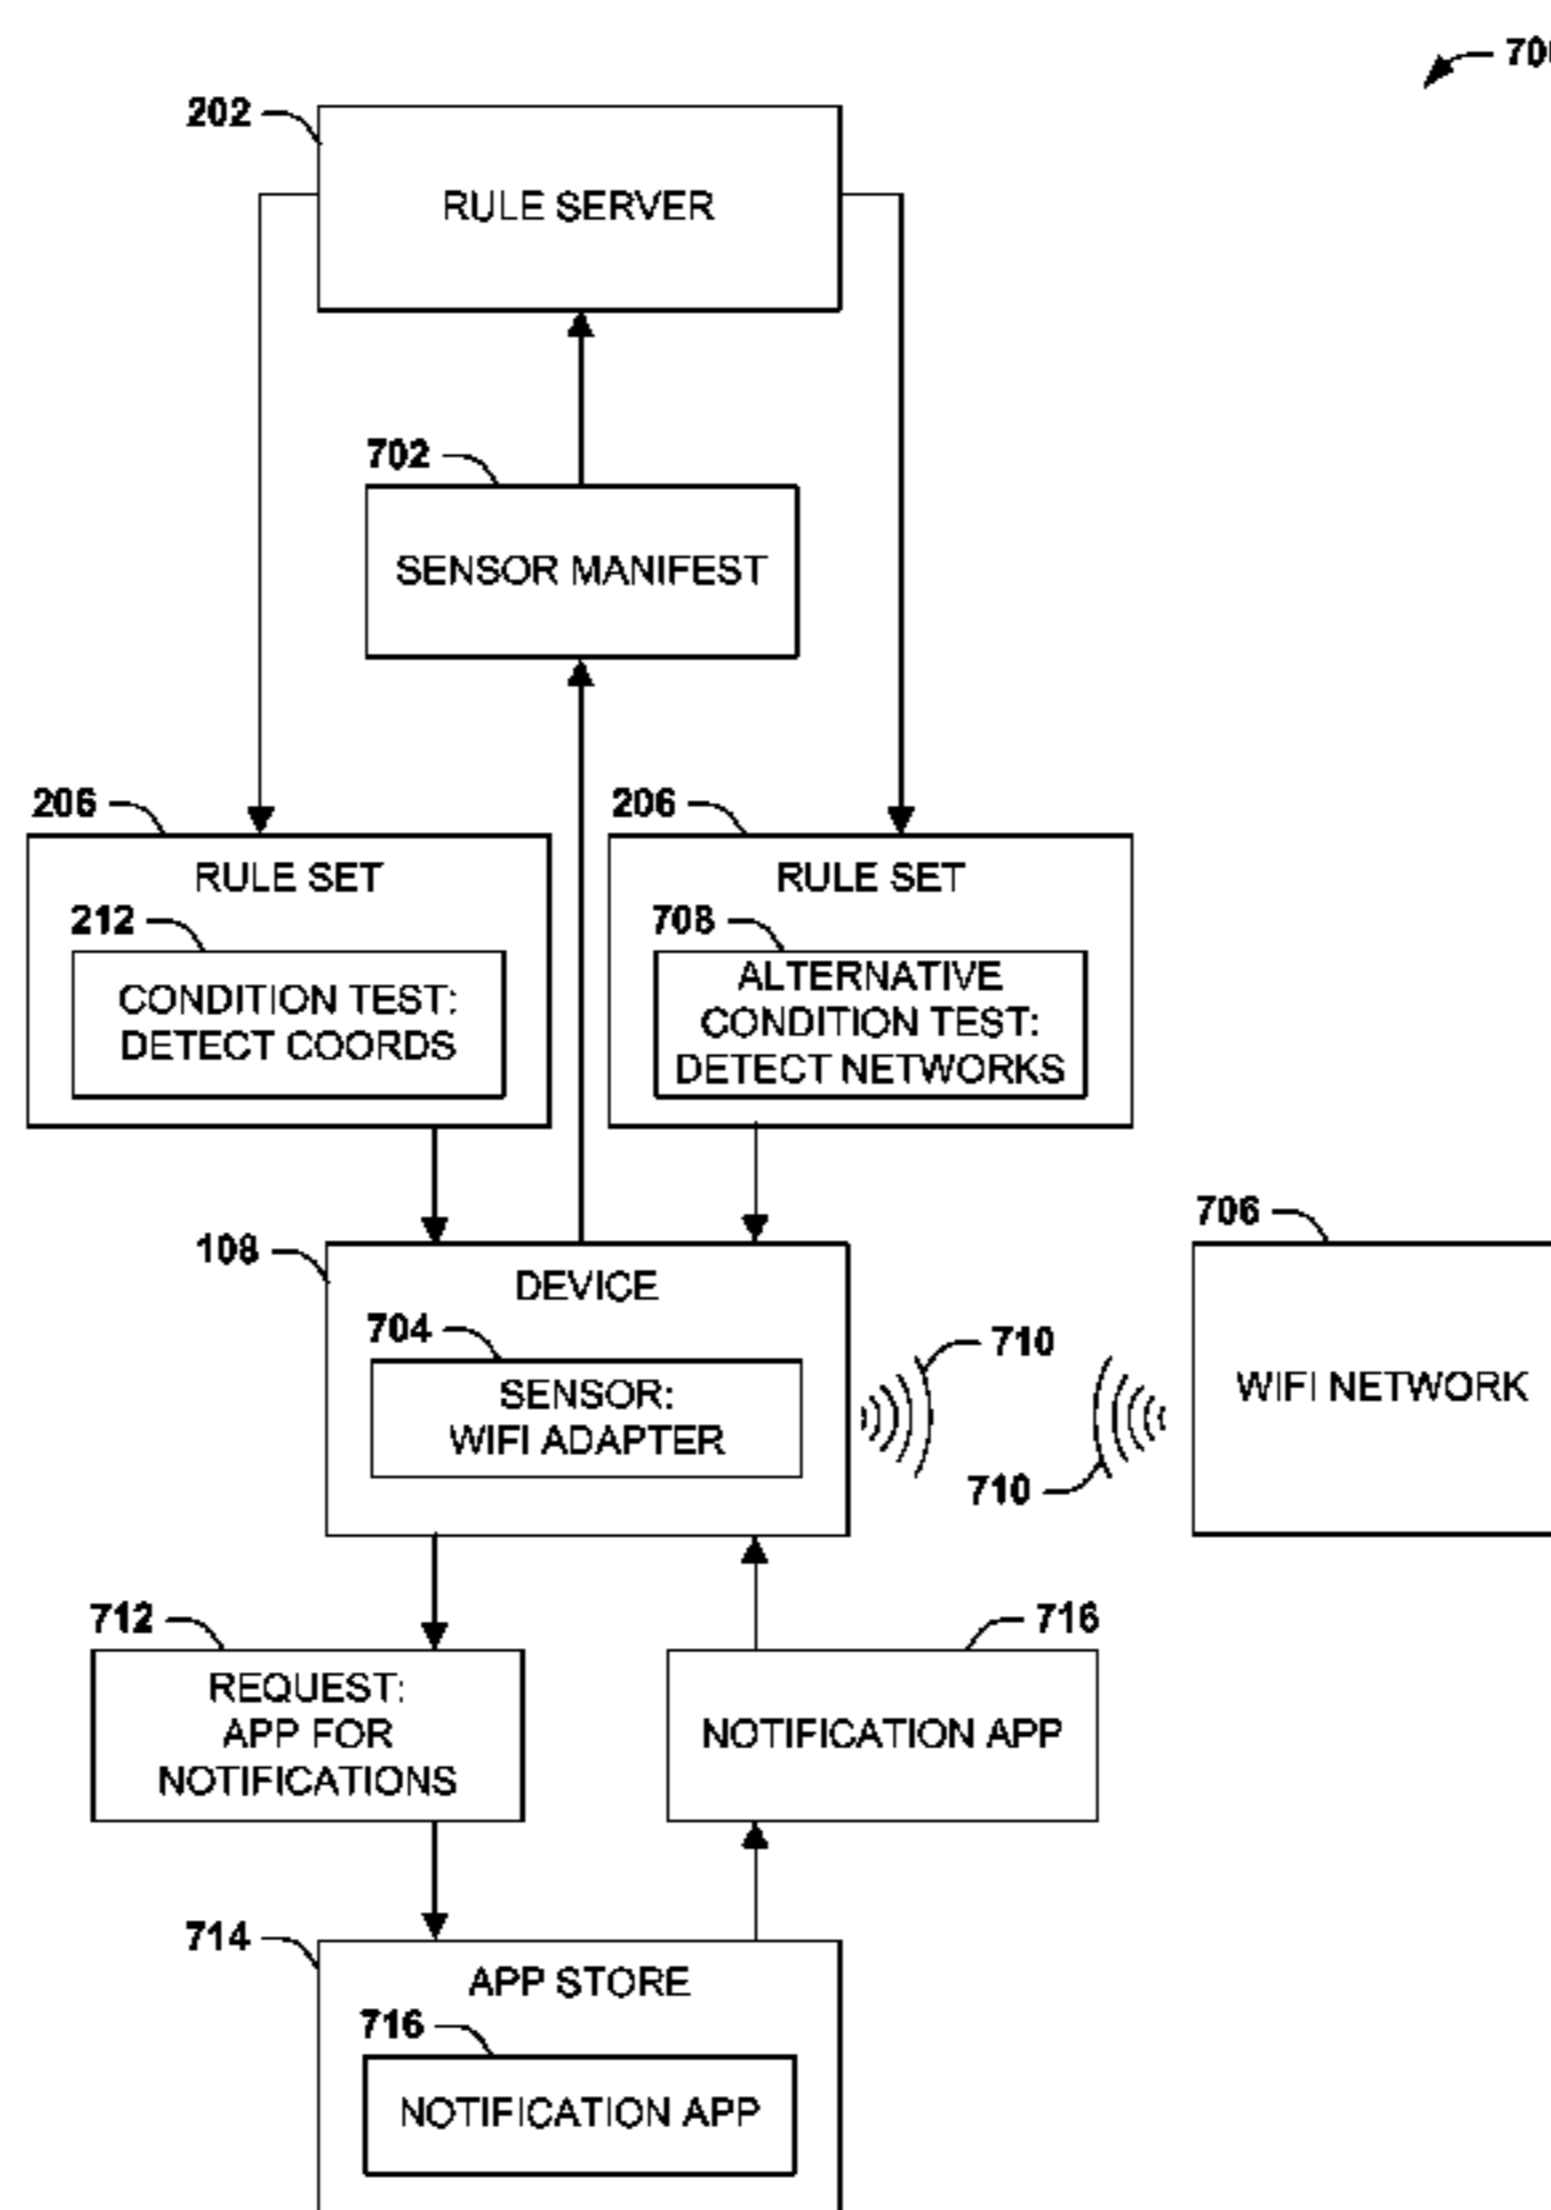 700
202
RULE SERVER
702
SENSOR MANIFEST
206
RULE SET
212
CONDITION TEST:
DETECT COORDS
206
RULE SET
708
ALTERNATIVE
CONDITION TEST:
DETECT NETWORKS
108
DEVICE
704
SENSOR:
WIFI ADAPTER
710
710
706
WIFI NETWORK
712
REQUEST:
APP FOR
NOTIFICATIONS
716
NOTIFICATION APP
714
APP STORE
716
NOTIFICATION APP